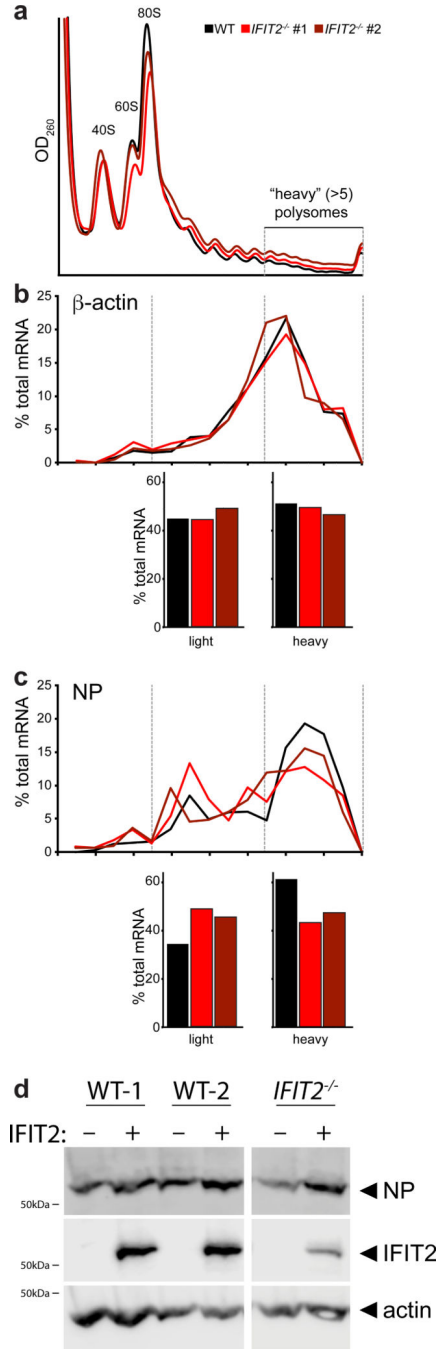 a
80S
WT IFIT2-/- #1 IFIT2-/- #2
60S
40S
OD260
"heavy" (>5)
polysomes
b
β-actin
% total mRNA
25
20
15
10
5
0
% total mRNA
60
40
20
0
light
heavy
c
NP
% total mRNA
25
20
15
10
5
0
% total mRNA
60
40
20
0
light
heavy
d
WT-1 WT-2 IFIT2-/-
IFIT2: – + – + – +
NP
50kDa –
IFIT2
50kDa –
50kDa –
actin